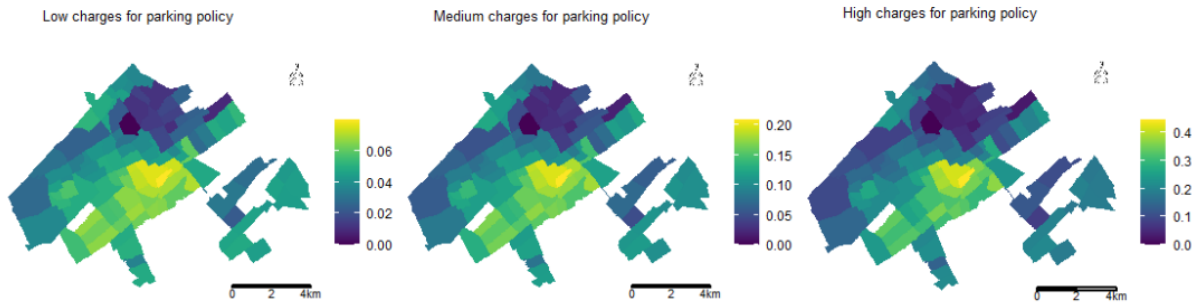 Low charges for parking policy
Medium charges for parking policy
High charges for parking policy
0.06
0.04
0.02
0.00
0.20
0.15
0.10
0.05
0.00
0.4
0.3
0.2
0.1
0.0
0 2 4km
0 2 4km
0 2 4km